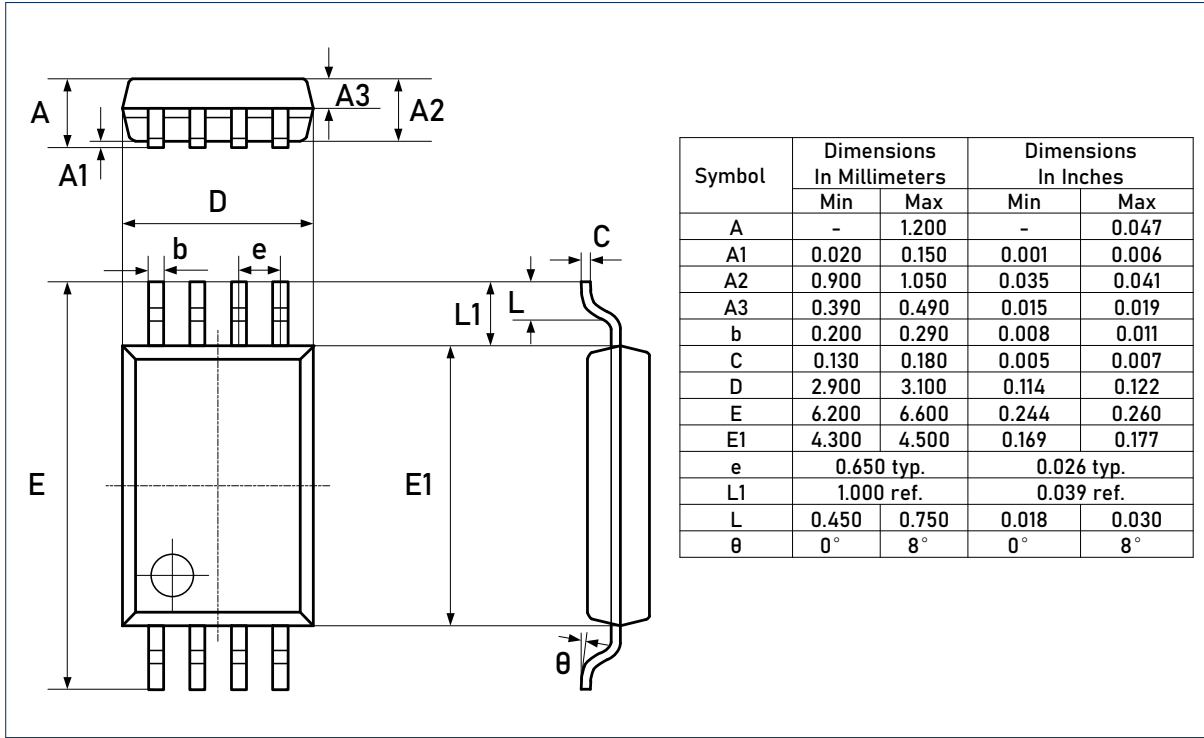 A
A1
A3
A2
D
b
e
C
L1
L
E
E1
θ
Symbol Dimensions In Millimeters Dimensions In Inches
Min Max Min Max
A - 1.200 - 0.047
A1 0.020 0.150 0.001 0.006
A2 0.900 1.050 0.035 0.041
A3 0.390 0.490 0.015 0.019
b 0.200 0.290 0.008 0.011
C 0.130 0.180 0.005 0.007
D 2.900 3.100 0.114 0.122
E 6.200 6.600 0.244 0.260
E1 4.300 4.500 0.169 0.177
e 0.650 typ. 0.026 typ.
L1 1.000 ref. 0.039 ref.
L 0.450 0.750 0.018 0.030
θ 0° 8° 0° 8°